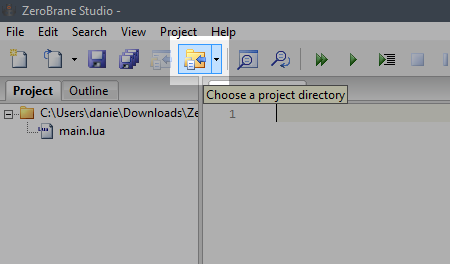 ZeroBrane Studio -
File Edit Search View Project Help
Project Outline
Choose a project directory
C:\Users\danie\Downloads\Ze
1
Lua main.lua